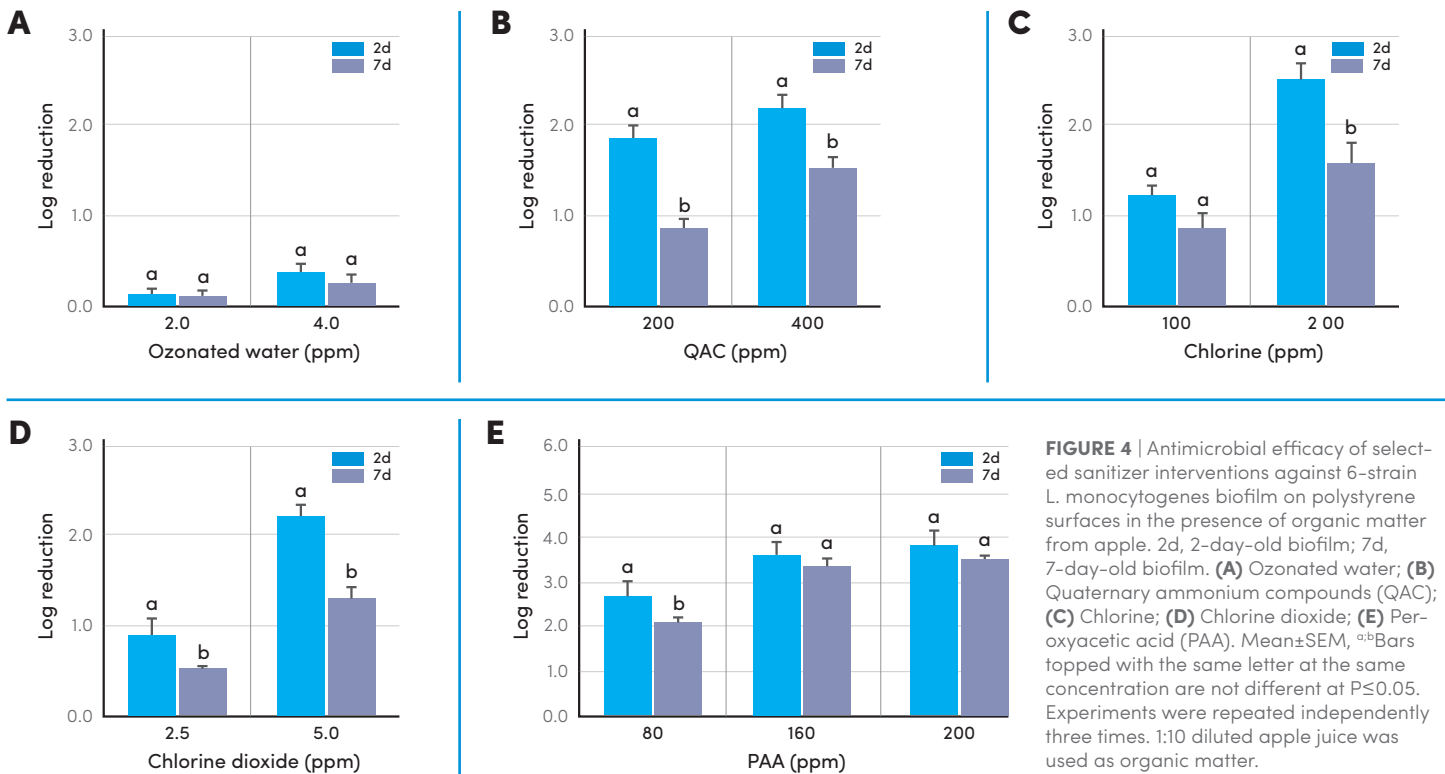 A
3.0
2.0
1.0
0.0
Log reduction
2d
7d
a
a
a
a
2.0
4.0
Ozonated water (ppm)
B
3.0
2.0
1.0
0.0
Log reduction
2d
7d
a
b
a
b
200
400
QAC (ppm)
C
3.0
2.0
1.0
0.0
Log reduction
2d
7d
a
a
a
b
100
2 00
Chlorine (ppm)
D
3.0
2.0
1.0
0.0
Log reduction
2d
7d
a
b
a
b
2.5
5.0
Chlorine dioxide (ppm)
E
6.0
5.0
4.0
3.0
2.0
1.0
0.0
Log reduction
2d
7d
a
b
a
a
a
a
80
160
200
PAA (ppm)
FIGURE 4 | Antimicrobial efficacy of select-
ed sanitizer interventions against 6-strain
L. monocytogenes biofilm on polystyrene
surfaces in the presence of organic matter
from apple. 2d, 2-day-old biofilm; 7d,
7-day-old biofilm. (A) Ozonated water; (B)
Quaternary ammonium compounds (QAC);
(C) Chlorine; (D) Chlorine dioxide; (E) Per-
oxyacetic acid (PAA). Mean±SEM, a;bBars
topped with the same letter at the same
concentration are not different at P≤0.05.
Experiments were repeated independently
three times. 1:10 diluted apple juice was
used as organic matter.